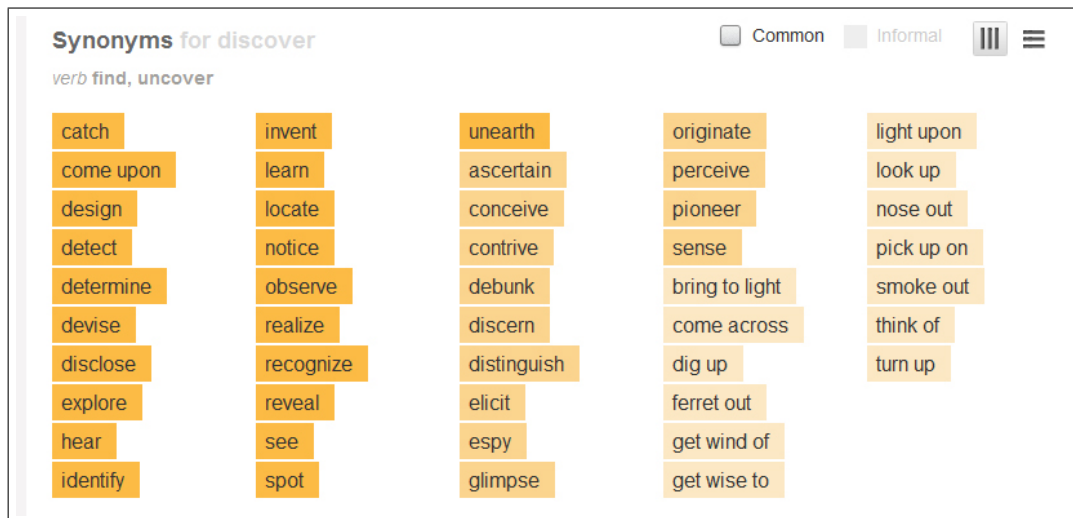 Synonyms for discover
Common
Informal
verb find, uncover
catch
come upon
design
detect
determine
devise
disclose
explore
hear
identify
invent
learn
locate
notice
observe
realize
recognize
reveal
see
spot
unearth
ascertain
conceive
contrive
debunk
discern
distinguish
elicit
espy
glimpse
originate
perceive
pioneer
sense
bring to light
come across
dig up
ferret out
get wind of
get wise to
light upon
look up
nose out
pick up on
smoke out
think of
turn up